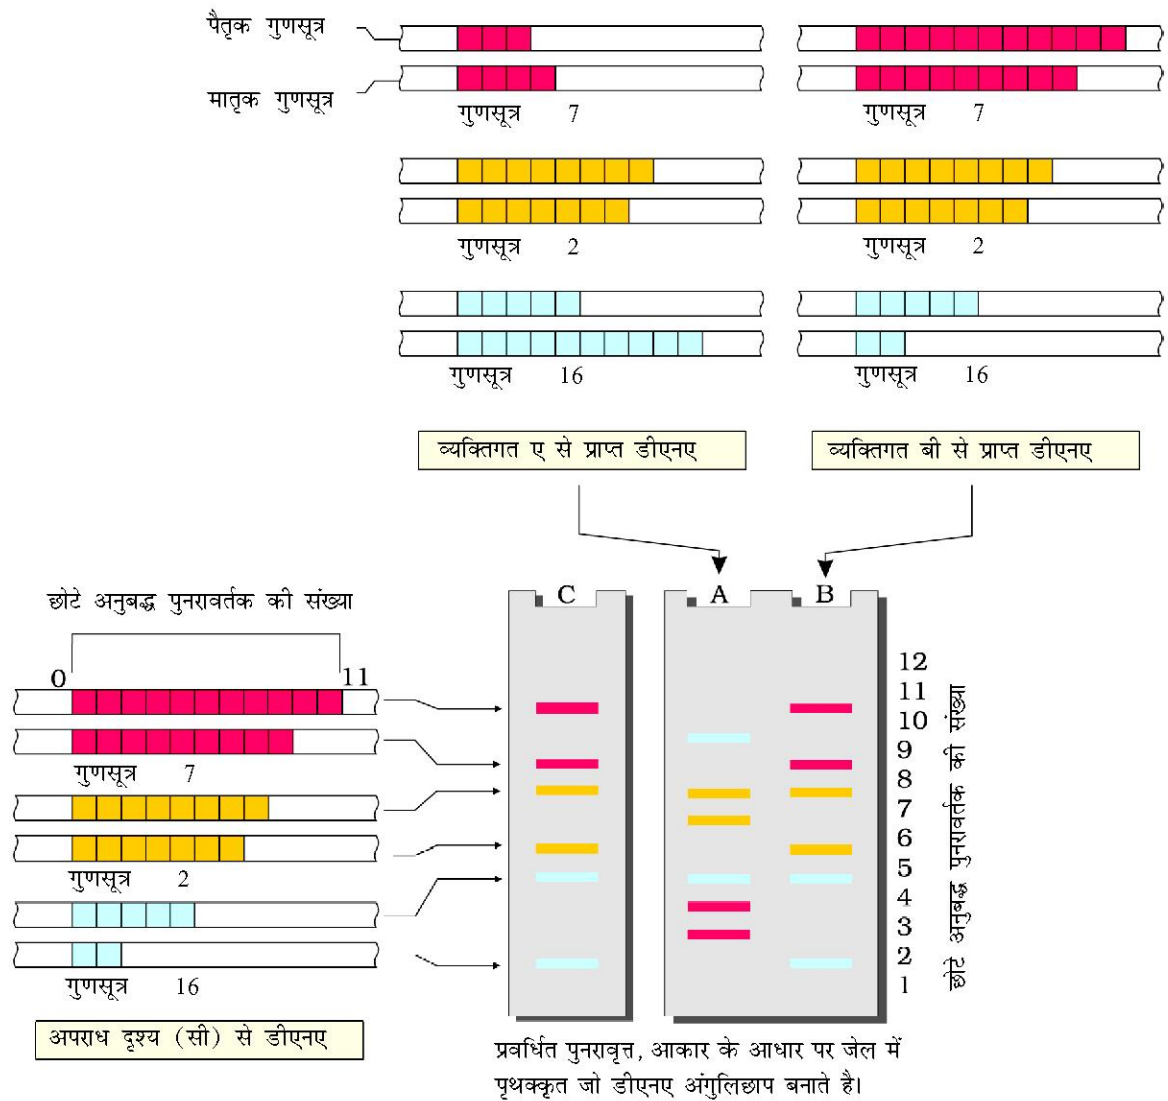 पैतृक गुणसूत्र
मातृक गुणसूत्र
गुणसूत्र 7
गुणसूत्र 7
गुणसूत्र 2
गुणसूत्र 2
गुणसूत्र 16
गुणसूत्र 16
व्यक्तिगत ए से प्राप्त डीएनए
व्यक्तिगत बी से प्राप्त डीएनए
छोटे अनुबद्ध पुनरावर्तक की संख्या
0
11
गुणसूत्र 7
गुणसूत्र 2
गुणसूत्र 16
अपराध दृश्य (सी) से डीएनए
C
A
B
12
11
10
9
8
7
6
5
4
3
2
1
छोटे अनुबद्ध पुनरावर्तक की संख्या
प्रवर्धित पुनरावृत्त, आकार के आधार पर जेल में
पृथक्कृत जो डीएनए अंगुलिछाप बनाते है।